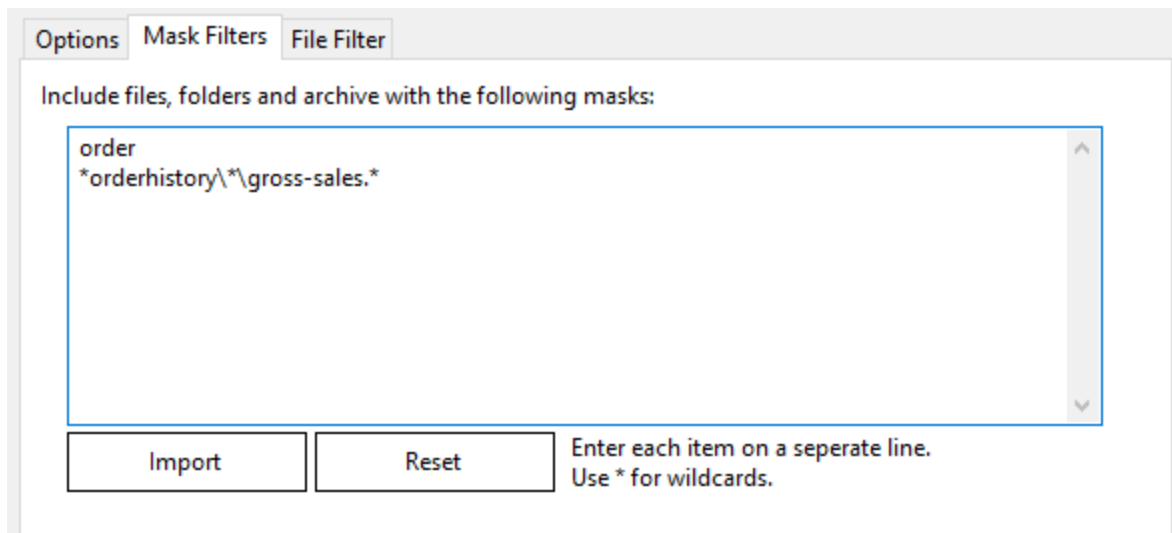 Options Mask Filters File Filter
Include files, folders and archive with the following masks:
order
*orderhistory\*\gross-sales.*
Import Reset Enter each item on a seperate line.
Use * for wildcards.